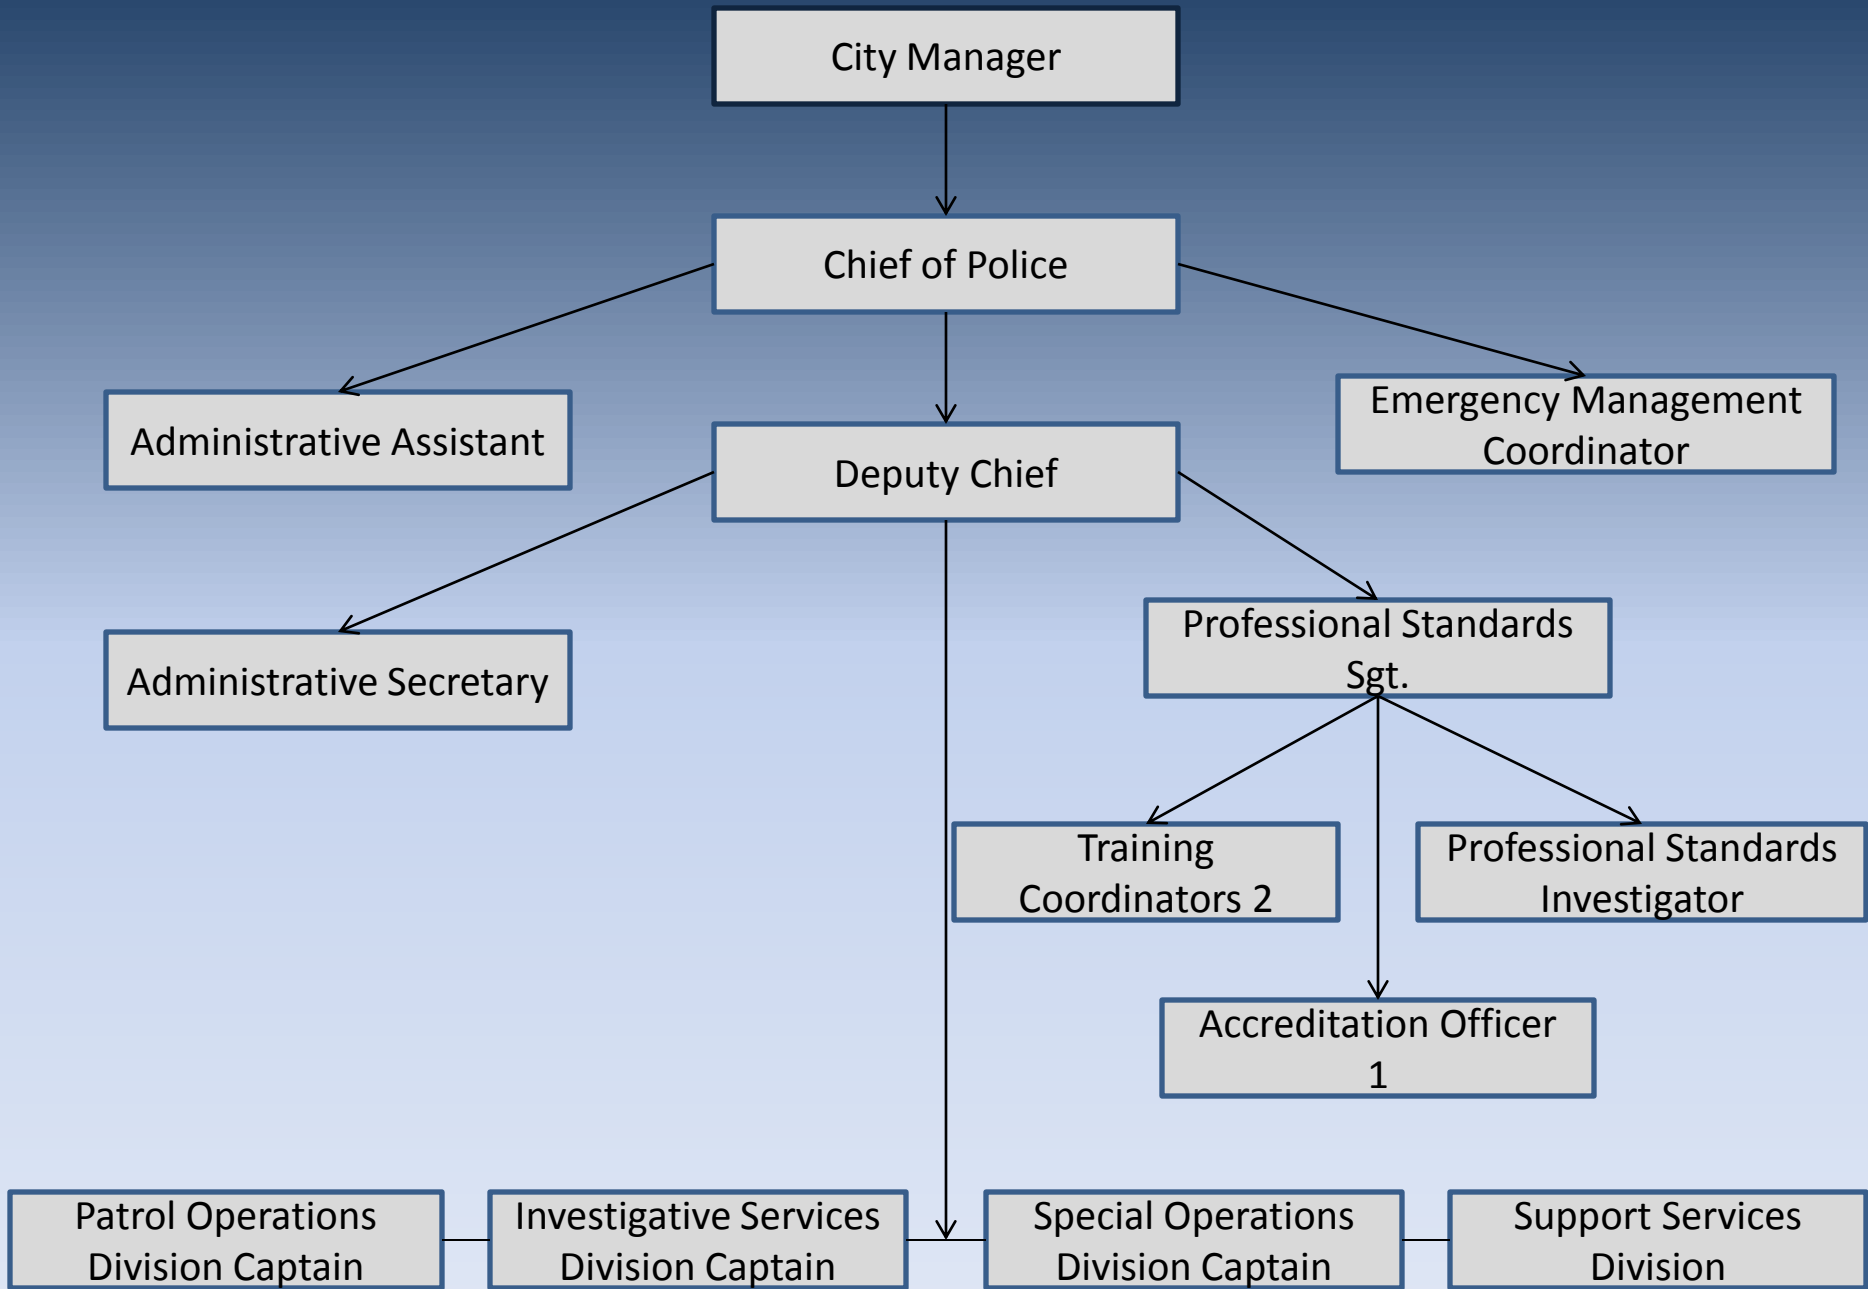 City Manager
Chief of Police
Administrative Assistant
Emergency Management
Coordinator
Deputy Chief
Administrative Secretary
Professional Standards
Sgt.
Training
Coordinators 2
Professional Standards
Investigator
Accreditation Officer
1
Patrol Operations
Division Captain
Investigative Services
Division Captain
Special Operations
Division Captain
Support Services
Division